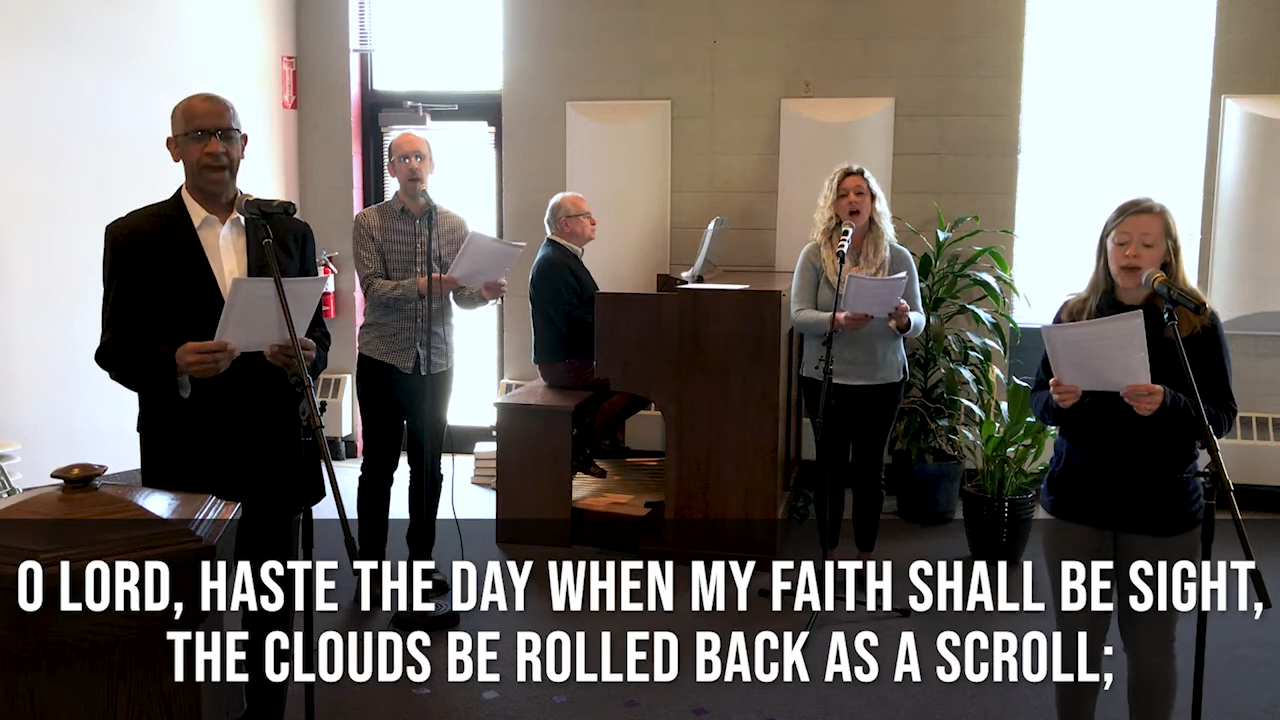 O LORD, HASTE THE DAY WHEN MY FAITH SHALL BE SIGHT,
THE CLOUDS BE ROLLED BACK AS A SCROLL;